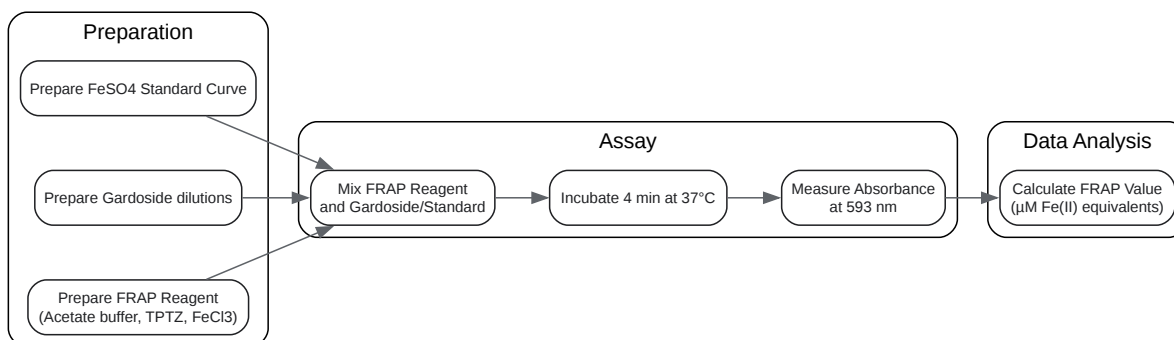 Preparation
Prepare FeSO4 Standard Curve
Prepare Gardoside dilutions
Prepare FRAP Reagent
(Acetate buffer, TPTZ, FeCl3)
Assay
Mix FRAP Reagent
and Gardoside/Standard
Incubate 4 min at 37°C
Measure Absorbance
at 593 nm
Data Analysis
Calculate FRAP Value
(µM Fe(II) equivalents)